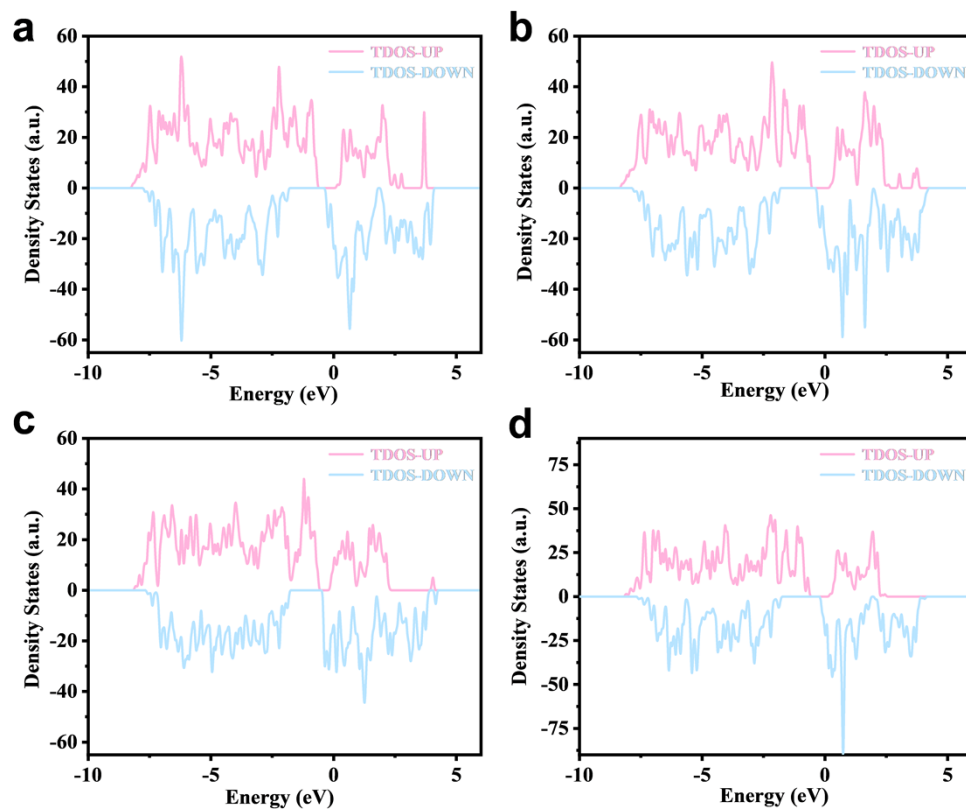 a
60
40
20
0
-20
-40
-60
-10
-5
0
5
Density States (a.u.)
Energy (eV)
TDOS-UP
TDOS-DOWN
b
60
40
20
0
-20
-40
-60
-10
-5
0
5
Density States (a.u.)
Energy (eV)
TDOS-UP
TDOS-DOWN
c
60
40
20
0
-20
-40
-60
-10
-5
0
5
Density States (a.u.)
Energy (eV)
TDOS-UP
TDOS-DOWN
d
75
50
25
0
-25
-50
-75
-10
-5
0
5
Density States (a.u.)
Energy (eV)
TDOS-UP
TDOS-DOWN